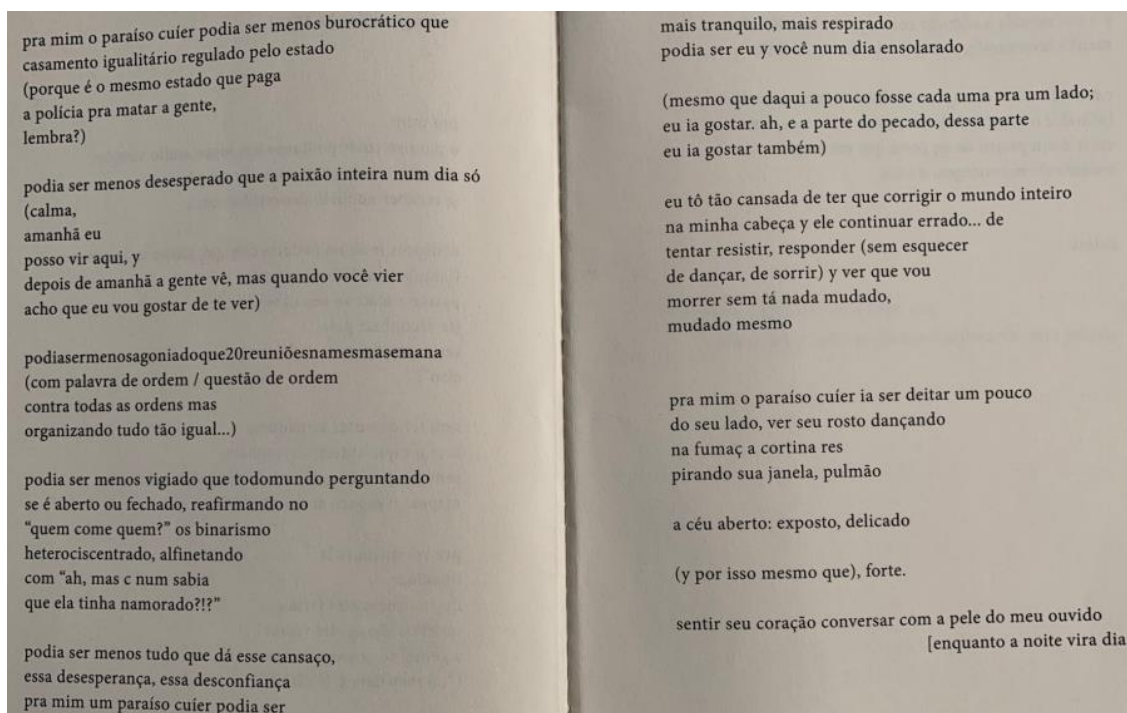 pra mim o paraíso cuíer podia ser menos burocrático que
casamento igualitário regulado pelo estado
(porque é o mesmo estado que paga
a polícia pra matar a gente,
lembra?)
podia ser menos desesperado que a paixão inteira num dia só
(calma,
amanhã eu
posso vir aqui, y
depois de amanhã a gente vê, mas quando você vier
acho que eu vou gostar de te ver)
podiasermenosagoniadoque20reuniõesnamesmasemana
(com palavra de ordem / questão de ordem
contra todas as ordens mas
organizando tudo tão igual...)
podia ser menos vigiado que todomundo perguntando
se é aberto ou fechado, reafirmando no
“quem come quem?” os binarismo
heterociscentrado, alfinetando
com “ah, mas c num sabia
que ela tinha namorado?!?”
podia ser menos tudo que dá esse cansaço,
essa desesperança, essa desconfiança
pra mim um paraíso cuíer podia ser
mais tranquilo, mais respirado
podia ser eu y você num dia ensolarado
(mesmo que daqui a pouco fosse cada uma pra um lado;
eu ia gostar. ah, e a parte do pecado, dessa parte
eu ia gostar também)
eu tô tão cansada de ter que corrigir o mundo inteiro
na minha cabeça y ele continuar errado... de
tentar resistir, responder (sem esquecer
de dançar, de sorrir) y ver que vou
morrer sem tá nada mudado,
mudado mesmo
pra mim o paraíso cuíer ia ser deitar um pouco
do seu lado, ver seu rosto dançando
na fumaç a cortina res
pirando sua janela, pulmão
a céu aberto: exposto, delicado
(y por isso mesmo que), forte.
sentir seu coração conversar com a pele do meu ouvido
[enquanto a noite vira dia